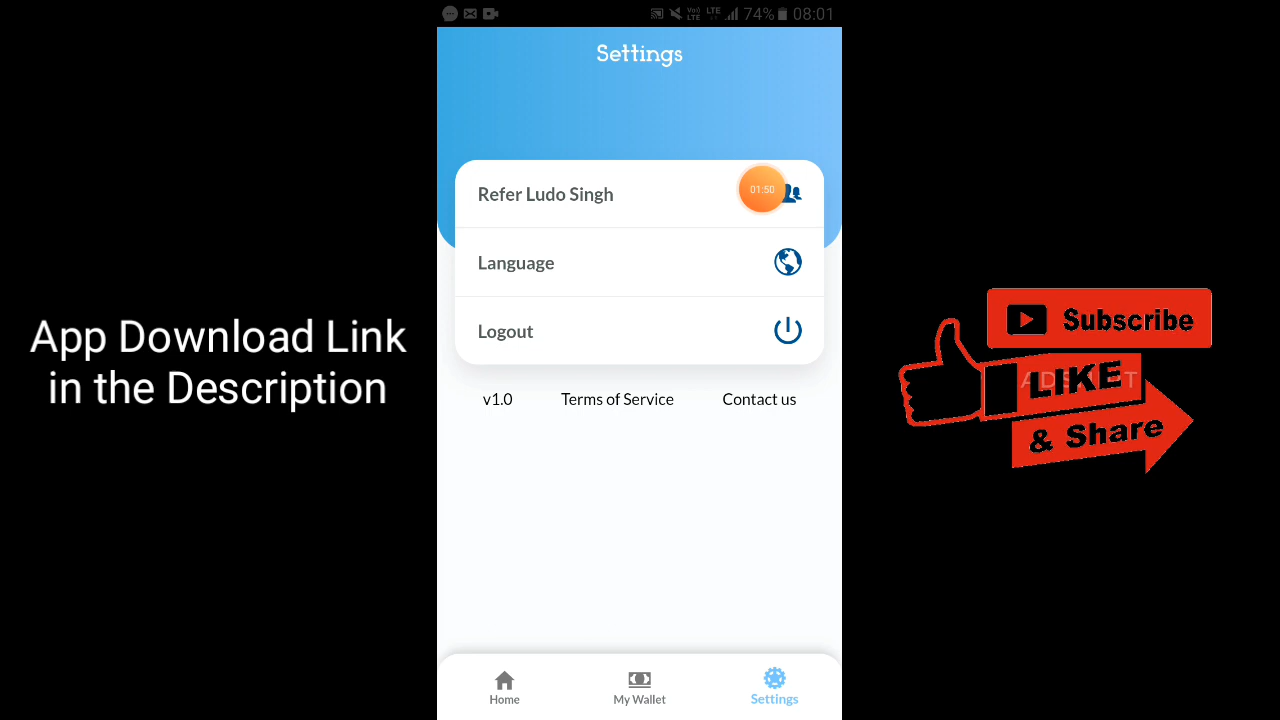 74% 08:01
Settings
Refer Ludo Singh
01:50
Language
Logout
v1.0 Terms of Service Contact us
Home My Wallet Settings
App Download Link
in the Description
Subscribe
LIKE
& Share